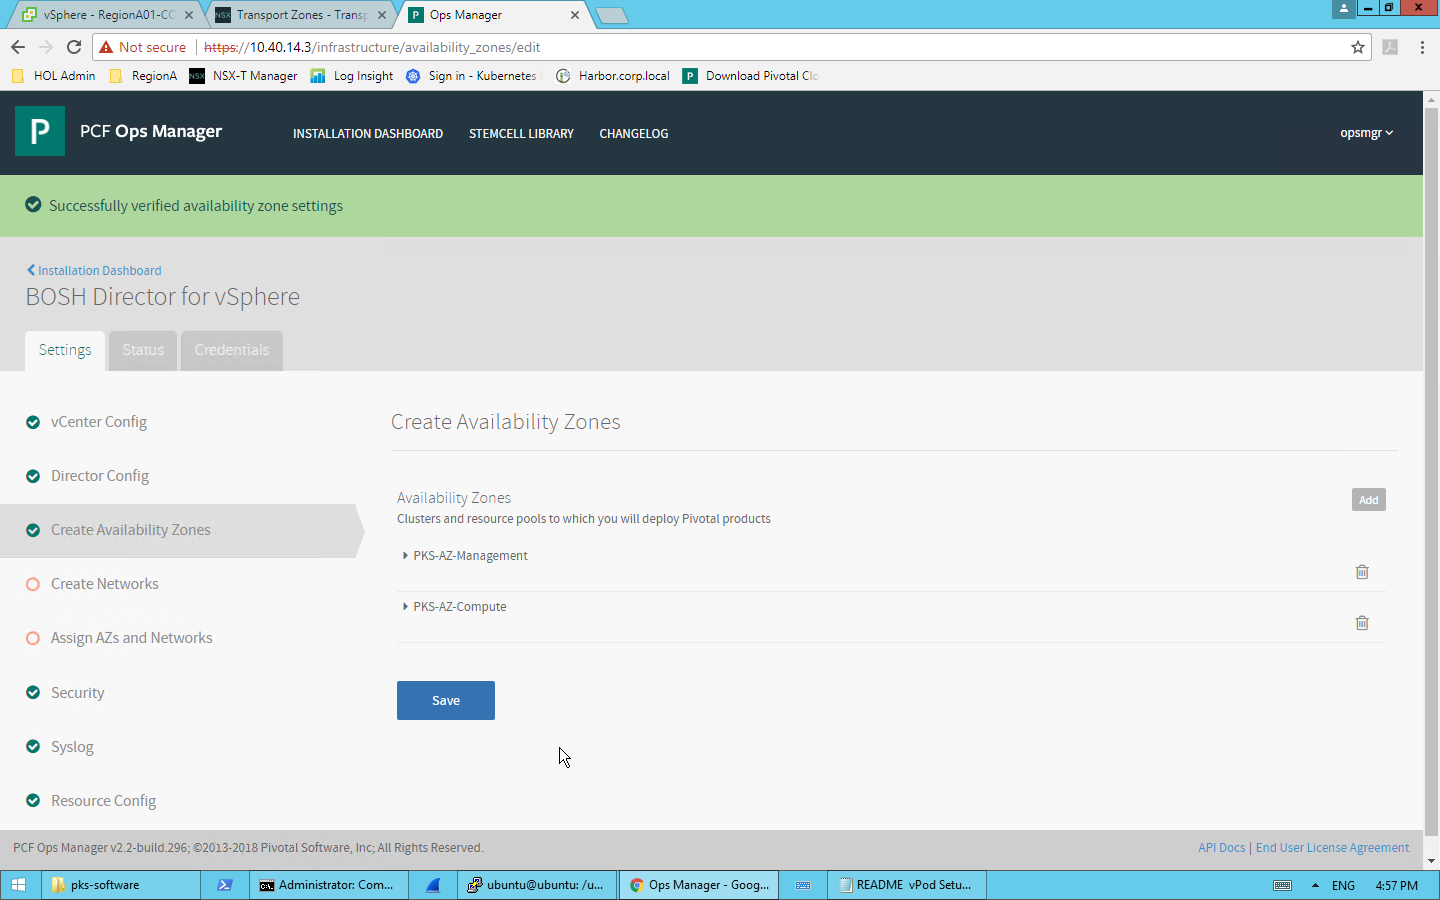 vSphere - RegionA01-CC
Transport Zones - Transp
Ops Manager
Not secure
https://10.40.14.3/infrastructure/availability_zones/edit
HOL Admin
RegionA
NSX-T Manager
Log Insight
Sign in - Kubernetes
Harbor.corp.local
Download Pivotal Clo
P
PCF Ops Manager
INSTALLATION DASHBOARD
STEMCELL LIBRARY
CHANGELOG
opsmgr
Successfully verified availability zone settings
Installation Dashboard
BOSH Director for vSphere
Settings
Status
Credentials
vCenter Config
Director Config
Create Availability Zones
Create Networks
Assign AZs and Networks
Security
Syslog
Resource Config
Create Availability Zones
Availability Zones
Add
Clusters and resource pools to which you will deploy Pivotal products
PKS-AZ-Management
PKS-AZ-Compute
Save
PCF Ops Manager v2.2-build.296; ©2013-2018 Pivotal Software, Inc; All Rights Reserved.
API Docs | End User License Agreement
pks-software
Administrator: Com...
ubuntu@ubuntu: /u...
Ops Manager - Goog...
README vPod Setu...
ENG
4:57 PM